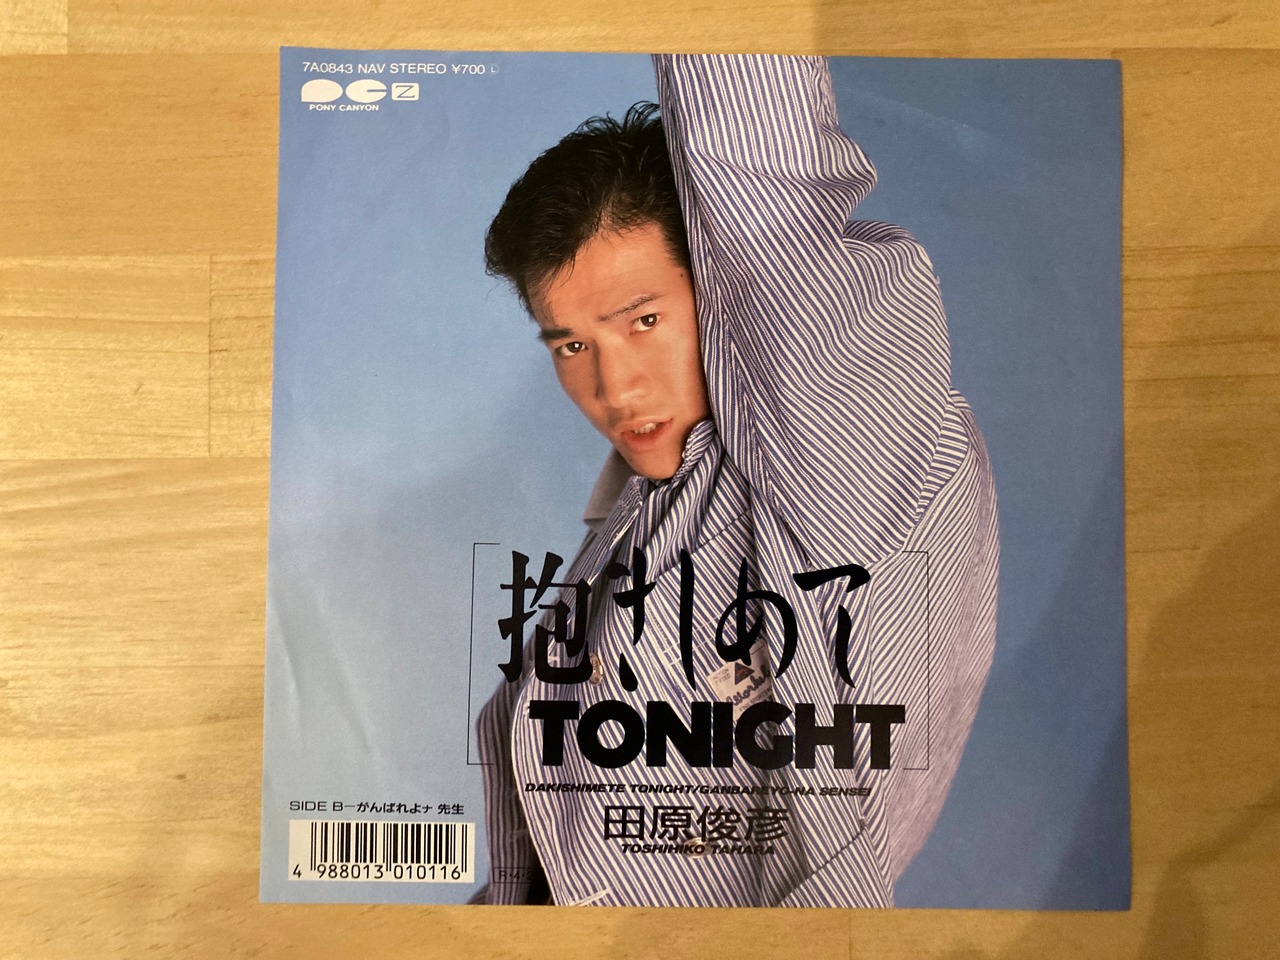 7A0843 NAV STEREO ¥700 L
PONY CANYON
Z
抱きしめて
TONIGHT
DAKISHIMETE TONIGHT/GANBAREYO-NA SENSEI
田原俊彦
TOSHIHIKO TAHARA
SIDE B—がんばれよナ 先生
4 988013 010116
R・4・